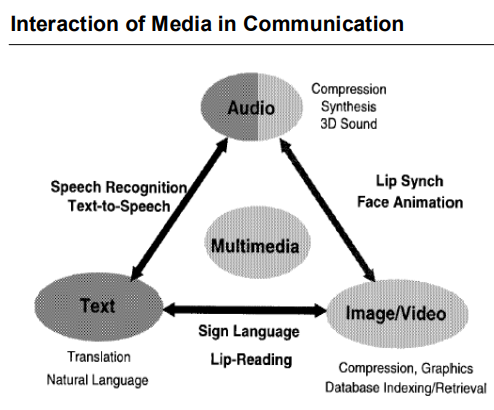 Interaction of Media in Communication
Audio
Compression
Synthesis
3D Sound
Speech Recognition
Text-to-Speech
Lip Synch
Face Animation
Multimedia
Text
Image/Video
Sign Language
Lip-Reading
Translation
Natural Language
Compression, Graphics
Database Indexing/Retrieval